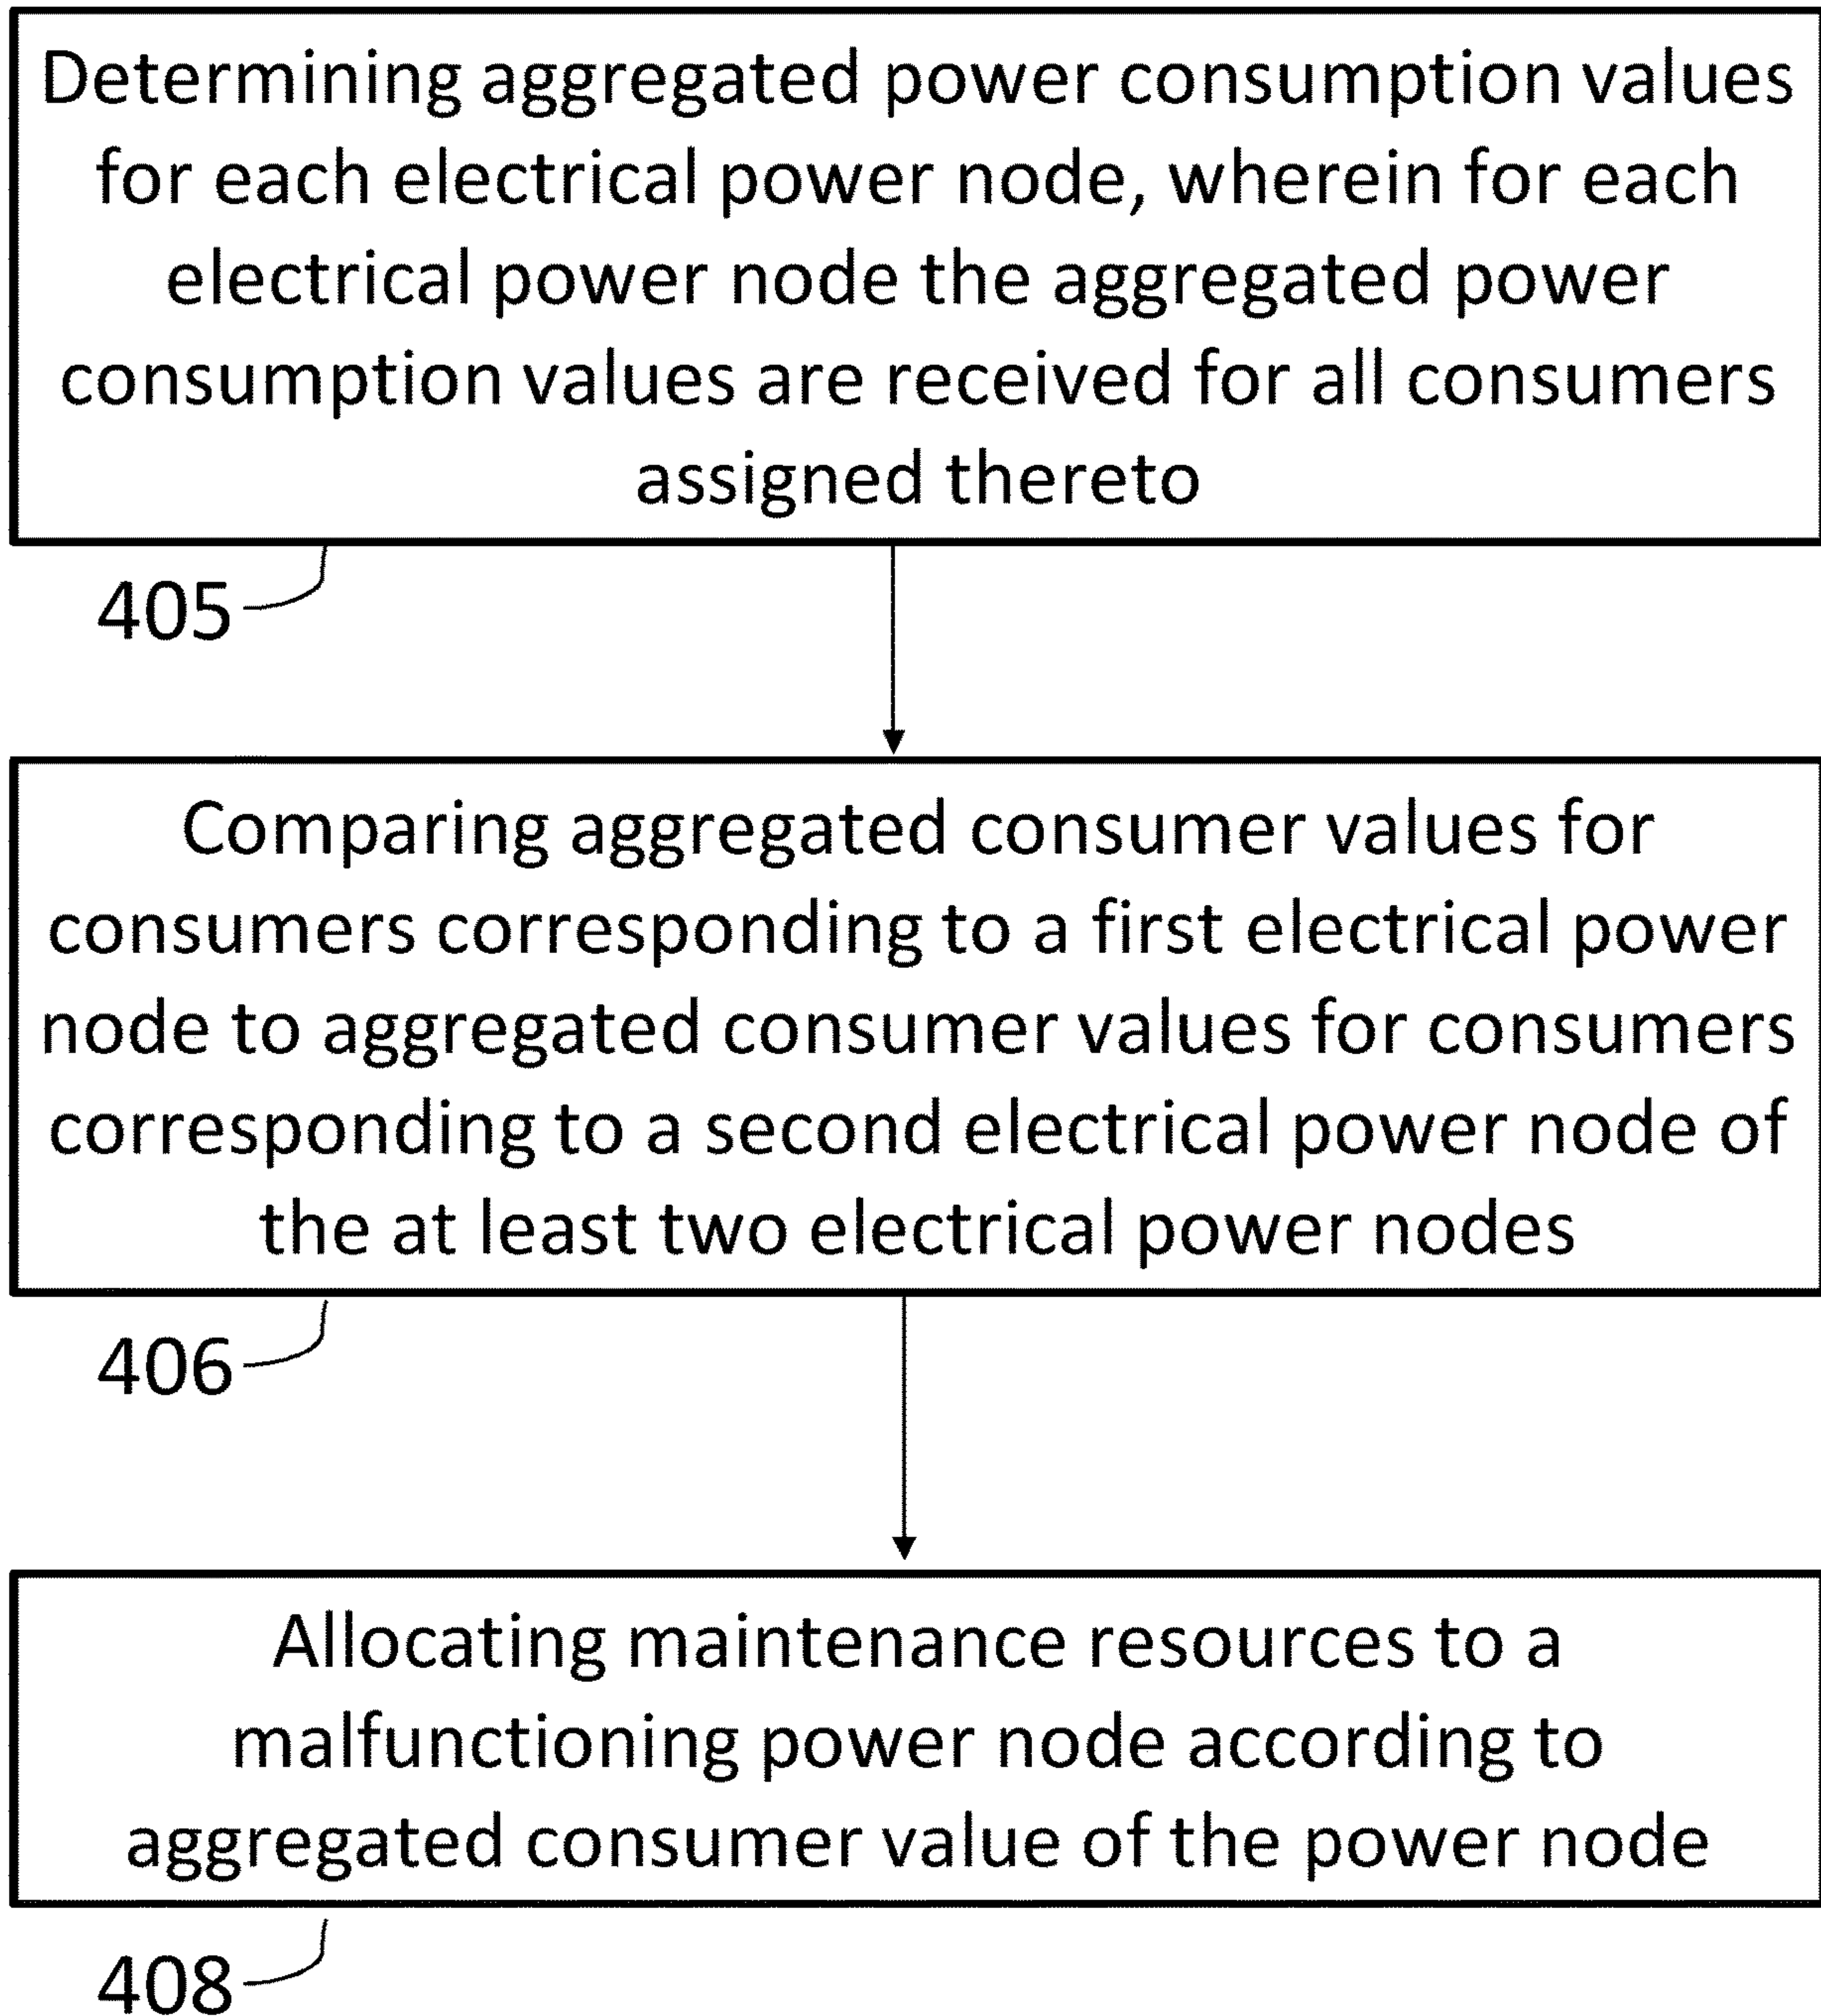 Determining aggregated power consumption values
for each electrical power node, wherein for each
electrical power node the aggregated power
consumption values are received for all consumers
assigned thereto
405
Comparing aggregated consumer values for
consumers corresponding to a first electrical power
node to aggregated consumer values for consumers
corresponding to a second electrical power node of
the at least two electrical power nodes
406
Allocating maintenance resources to a
malfunctioning power node according to
aggregated consumer value of the power node
408